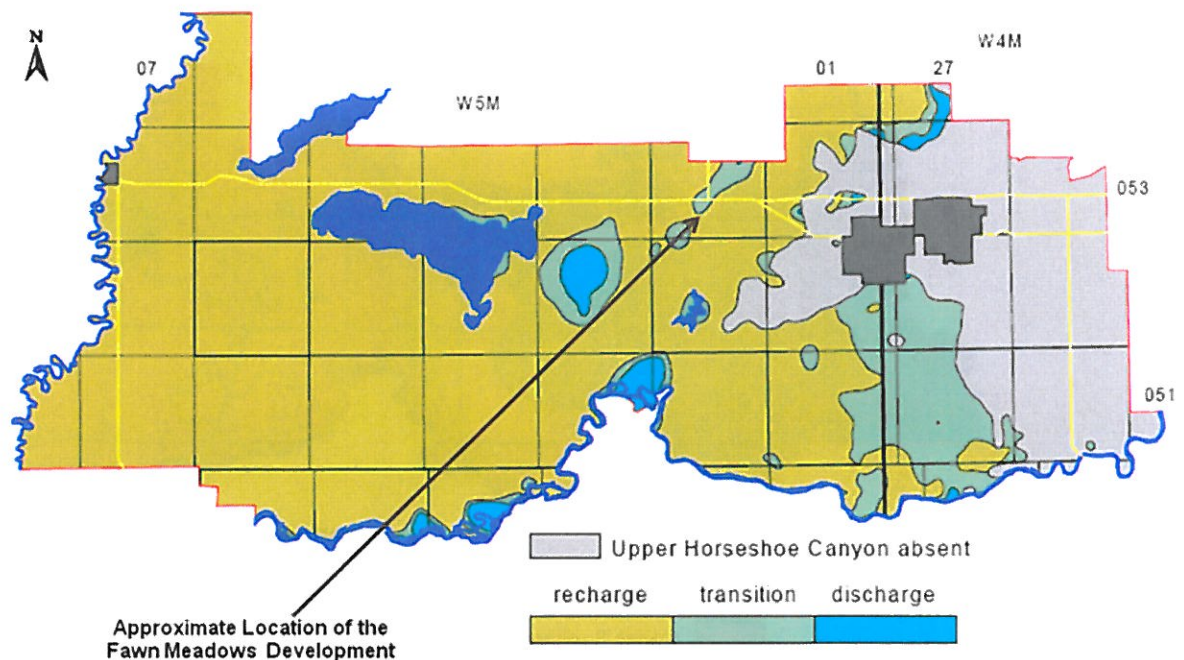 N
W4M
07
01
27
W5M
053
051
Upper Horseshoe Canyon absent
recharge transition discharge
Approximate Location of the
Fawn Meadows Development